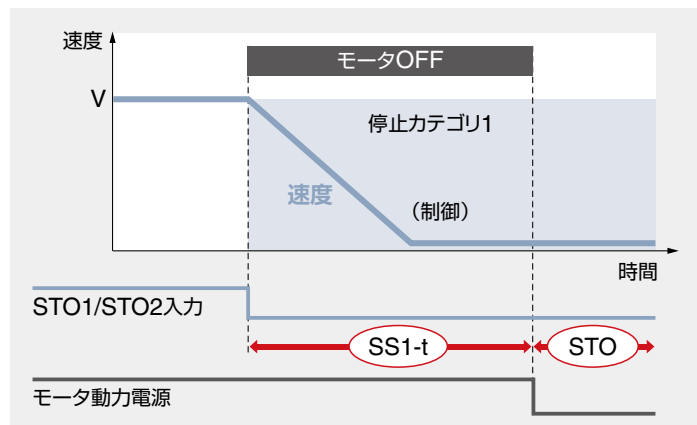 速度
モータOFF
V
停止カテゴリ1
速度
(制御)
時間
STO1/STO2入力
SS1-t
STO
モータ動力電源